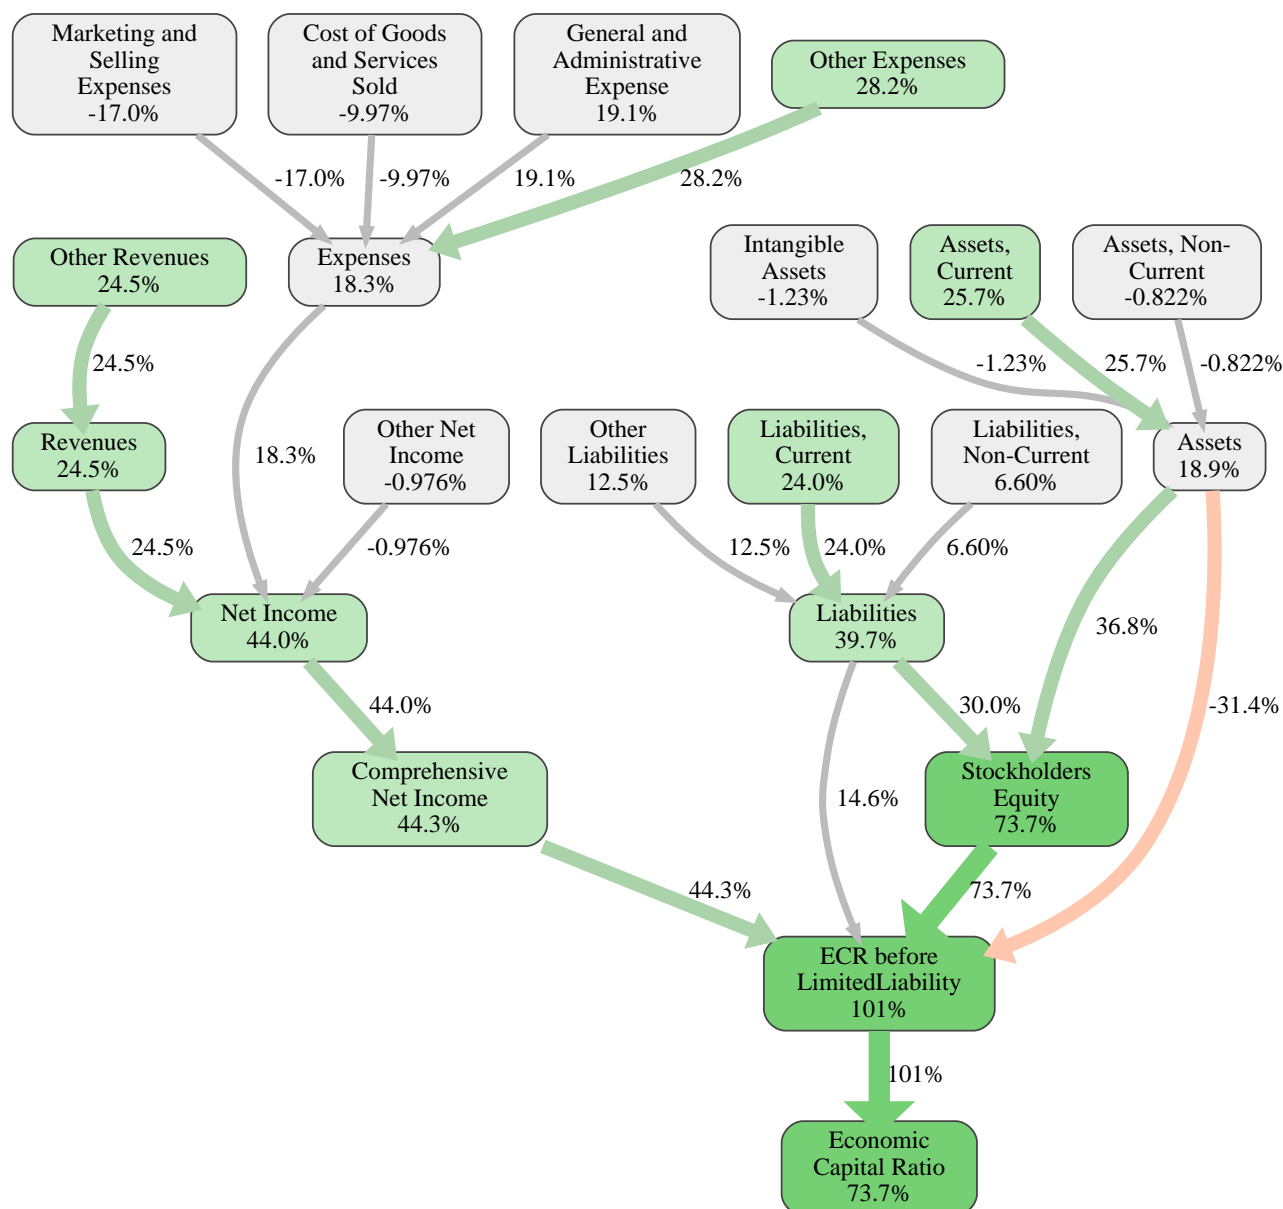 Marketing and
Selling
Expenses
-17.0%
Cost of Goods
and Services
Sold
-9.97%
General and
Administrative
Expense
19.1%
Other Expenses
28.2%
-17.0%
-9.97%
19.1%
28.2%
Other Revenues
24.5%
Expenses
18.3%
Intangible
Assets
-1.23%
Assets,
Current
25.7%
Assets, Non-
Current
-0.822%
24.5%
-1.23%
25.7%
-0.822%
Revenues
24.5%
18.3%
Other Net
Income
-0.976%
Other
Liabilities
12.5%
Liabilities,
Current
24.0%
Liabilities,
Non-Current
6.60%
Assets
18.9%
24.5%
-0.976%
12.5%
24.0%
6.60%
Net Income
44.0%
Liabilities
39.7%
36.8%
44.0%
30.0%
-31.4%
Comprehensive
Net Income
44.3%
14.6%
Stockholders
Equity
73.7%
44.3%
73.7%
ECR before
LimitedLiability
101%
101%
Economic
Capital Ratio
73.7%